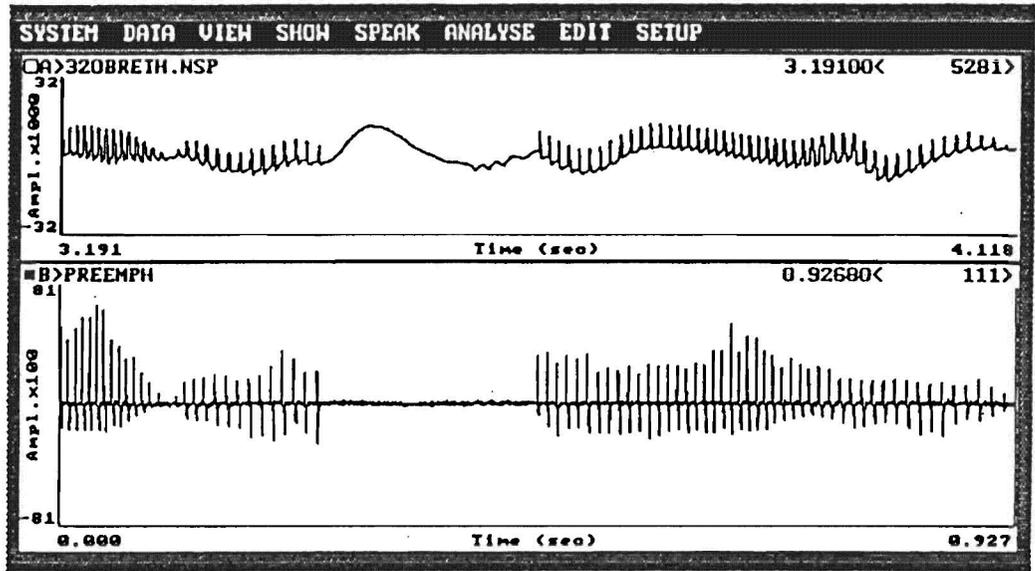 SYSTEM DATA VIEW SHOW SPEAK ANALYSE EDIT SETUP
A>320BRETH.NSP 3.19100< 528i>
32
Ampl.x1000
-32
3.191 Time (sec) 4.118
B>PREEMPH 0.92680< 111>
81
Ampl.x100
-81
0.000 Time (sec) 0.927